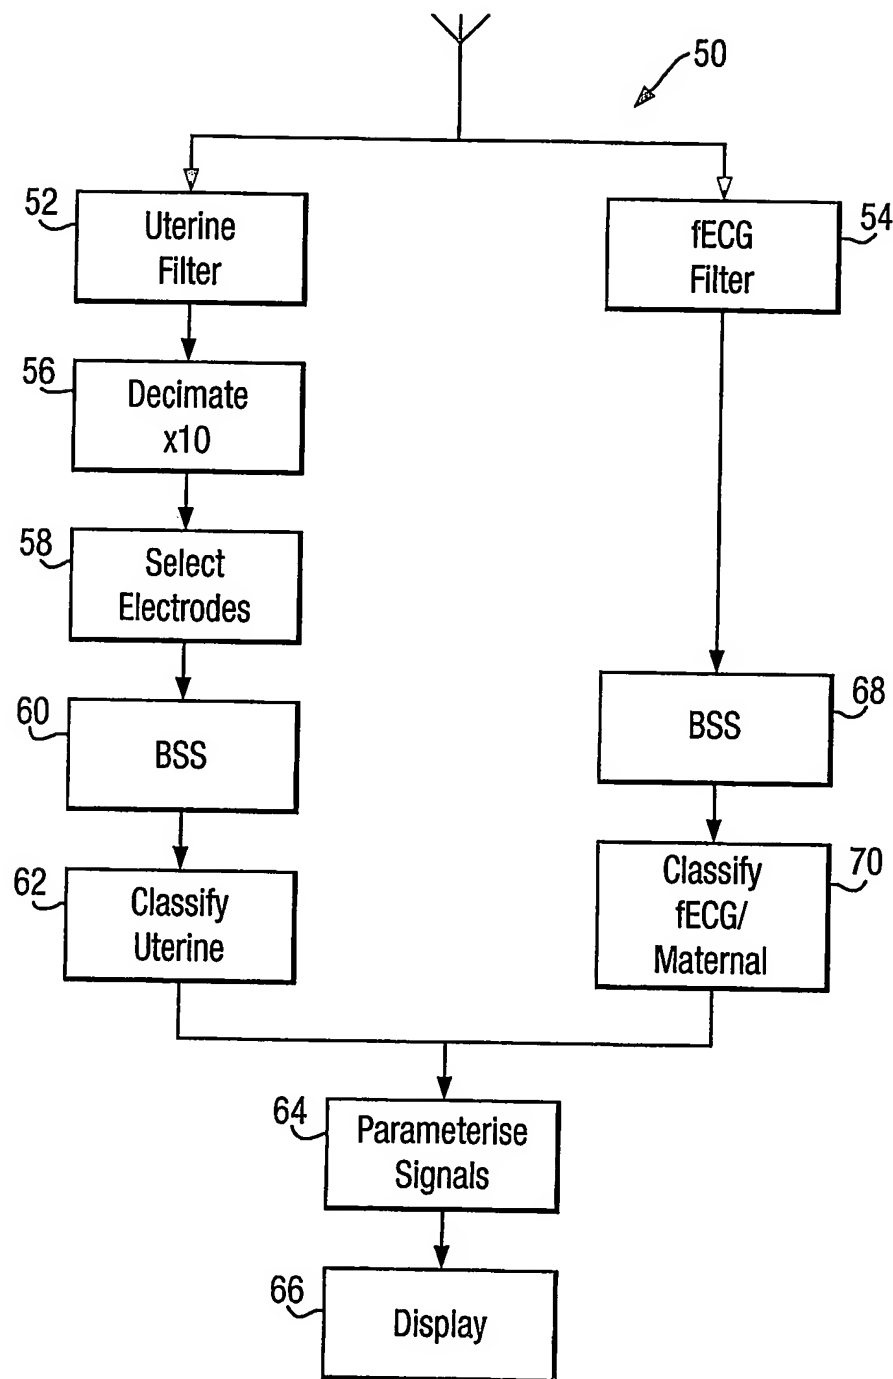 50
52
Uterine
Filter
54
fECG
Filter
56
Decimate
x10
58
Select
Electrodes
60
BSS
68
BSS
62
Classify
Uterine
70
Classify
fECG/
Maternal
64
Parameterise
Signals
66
Display